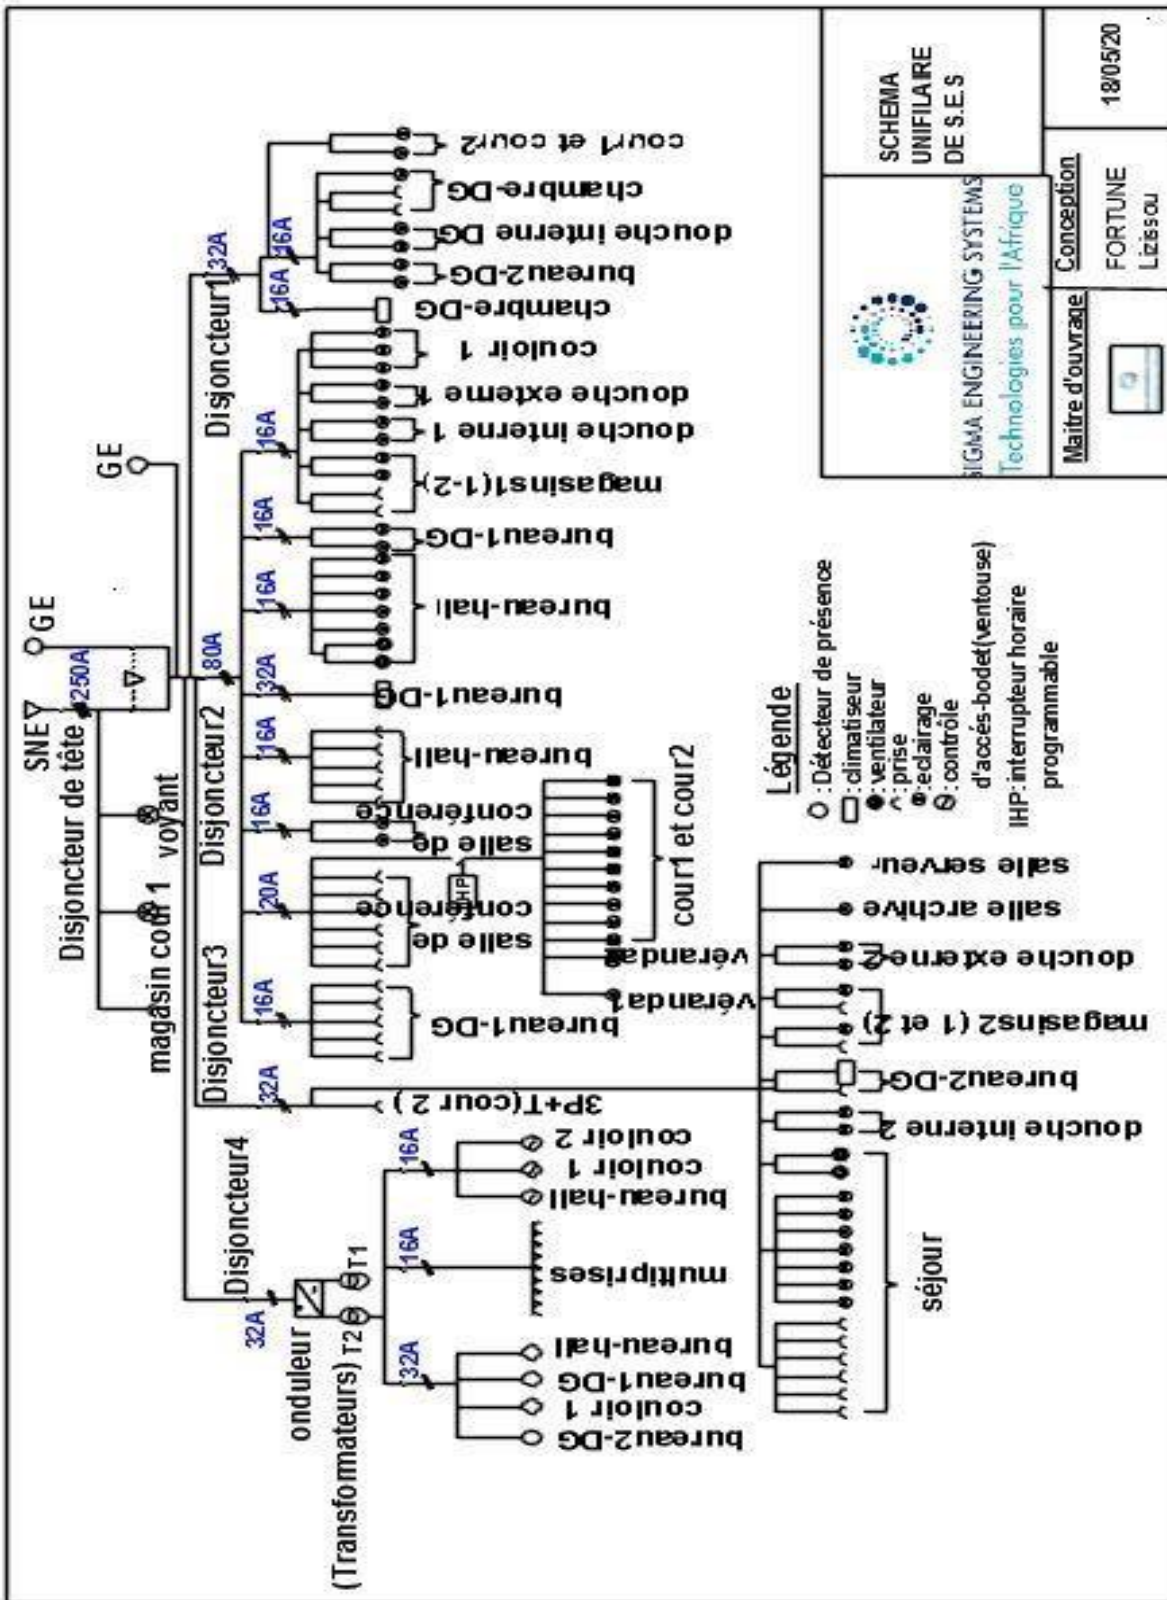 SNE
GE
GE
250A
Disjoncteur de tête
magasin cour 1
voyant
80A
Disjoncteur1
32A
16A
16A
chambre-DG
bureau2-DG
douche interne DG
chambre-DG
cour1 et cour2
Disjoncteur2
16A
bureau1-DG
20A
salle de
conférence
IHP
véranda1
véranda
cour1 et cour2
16A
salle de
conférence
16A
bureau-hall
32A
bureau1-DG
16A
bureau-hall
16A
bureau1-DG
16A
magasins1(1-2)
douche interne 1
douche externe 1
couloir 1
Disjoncteur3
32A
3P+T(cour 2)
séjour
douche interne 2
bureau2-DG
magasins2 (1 et 2)
douche externe 2
salle archive
salle serveur
Disjoncteur4
32A
onduleur
(Transformateurs)
T2
T1
32A
bureau2-DG
couloir 1
bureau1-DG
bureau-hall
16A
multiprises
16A
bureau-hall
couloir 1
couloir 2
Légende
: Détecteur de présence
: climatiseur
: ventilateur
: prise
: eclairage
: contrôle
d'accés-bodet(ventouse)
IHP: interrupteur horaire
programmable
SIGMA ENGINEERING SYSTEMS
Technologies pour l'Afrique
SCHEMA
UNIFILAIRE
DE S.E.S
Maitre d'ouvrage
Conception
FORTUNE
Lizissou
18/05/20